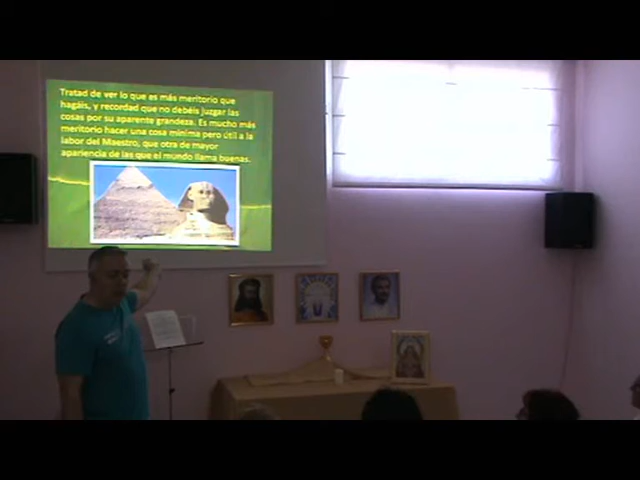 Tratad de ver lo que es más meritorio que
hagáis, y recordad que no debéis juzgar las
cosas por su aparente grandeza. Es mucho más
meritorio hacer una cosa mínima pero útil a la
labor del Maestro, que otra de mayor
apariencia de las que el mundo llama buenas.